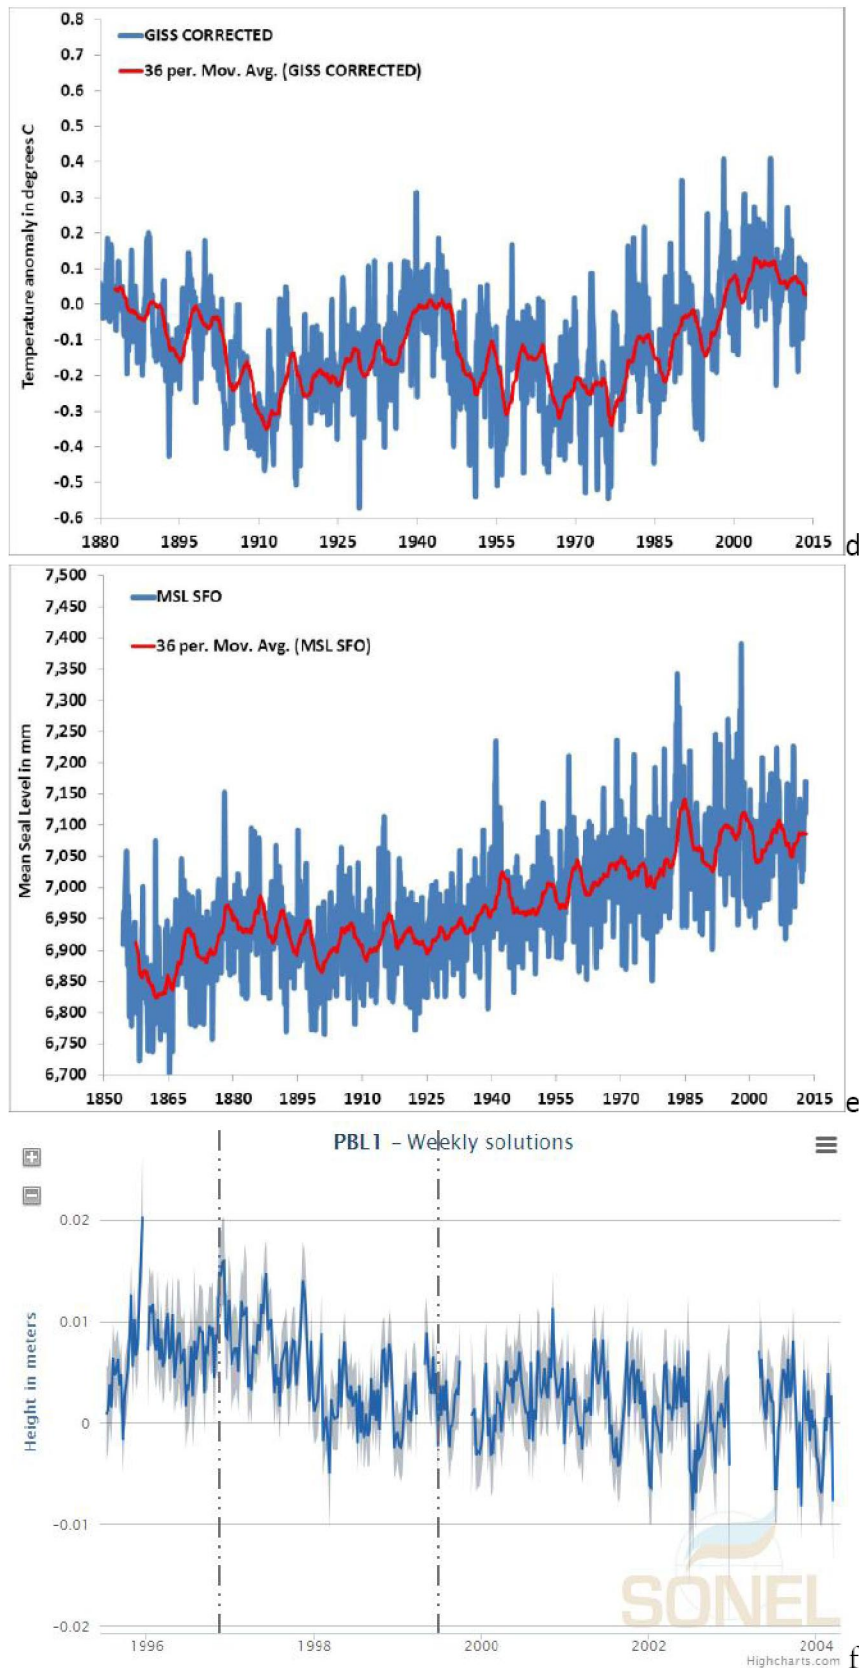 0.8
GISS CORRECTED
0.7
36 per. Mov. Avg. (GISS CORRECTED)
0.6
0.5
0.4
0.3
0.2
0.1
0.0
-0.1
-0.2
-0.3
-0.4
-0.5
-0.6
Temperature anomaly in degrees C
1880 1895 1910 1925 1940 1955 1970 1985 2000 2015
d
7,500
MSL SFO
7,450
7,400
36 per. Mov. Avg. (MSL SFO)
7,350
7,300
7,250
7,200
7,150
7,100
7,050
7,000
6,950
6,900
6,850
6,800
6,750
6,700
Mean Seal Level in mm
1850 1865 1880 1895 1910 1925 1940 1955 1970 1985 2000 2015
e
PBL1 – Weekly solutions
0.02
0.01
0
-0.01
-0.02
Height in meters
SONEL
1996 1998 2000 2002 2004
Highcharts.com
f